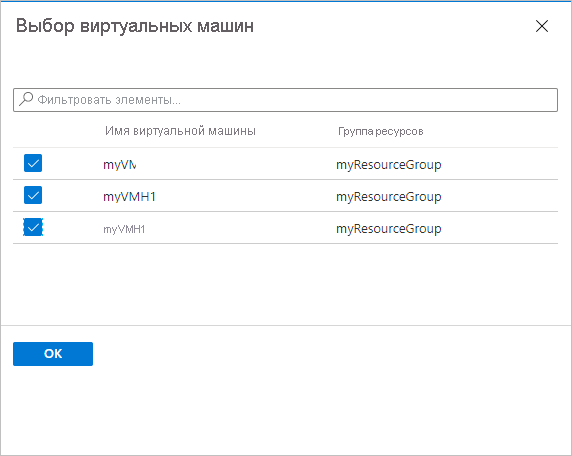 Выбор виртуальных машин
Фильтровать элементы...
Имя виртуальной машины Группа ресурсов
myVM myResourceGroup
myVMH1 myResourceGroup
myVMH1 myResourceGroup
OK